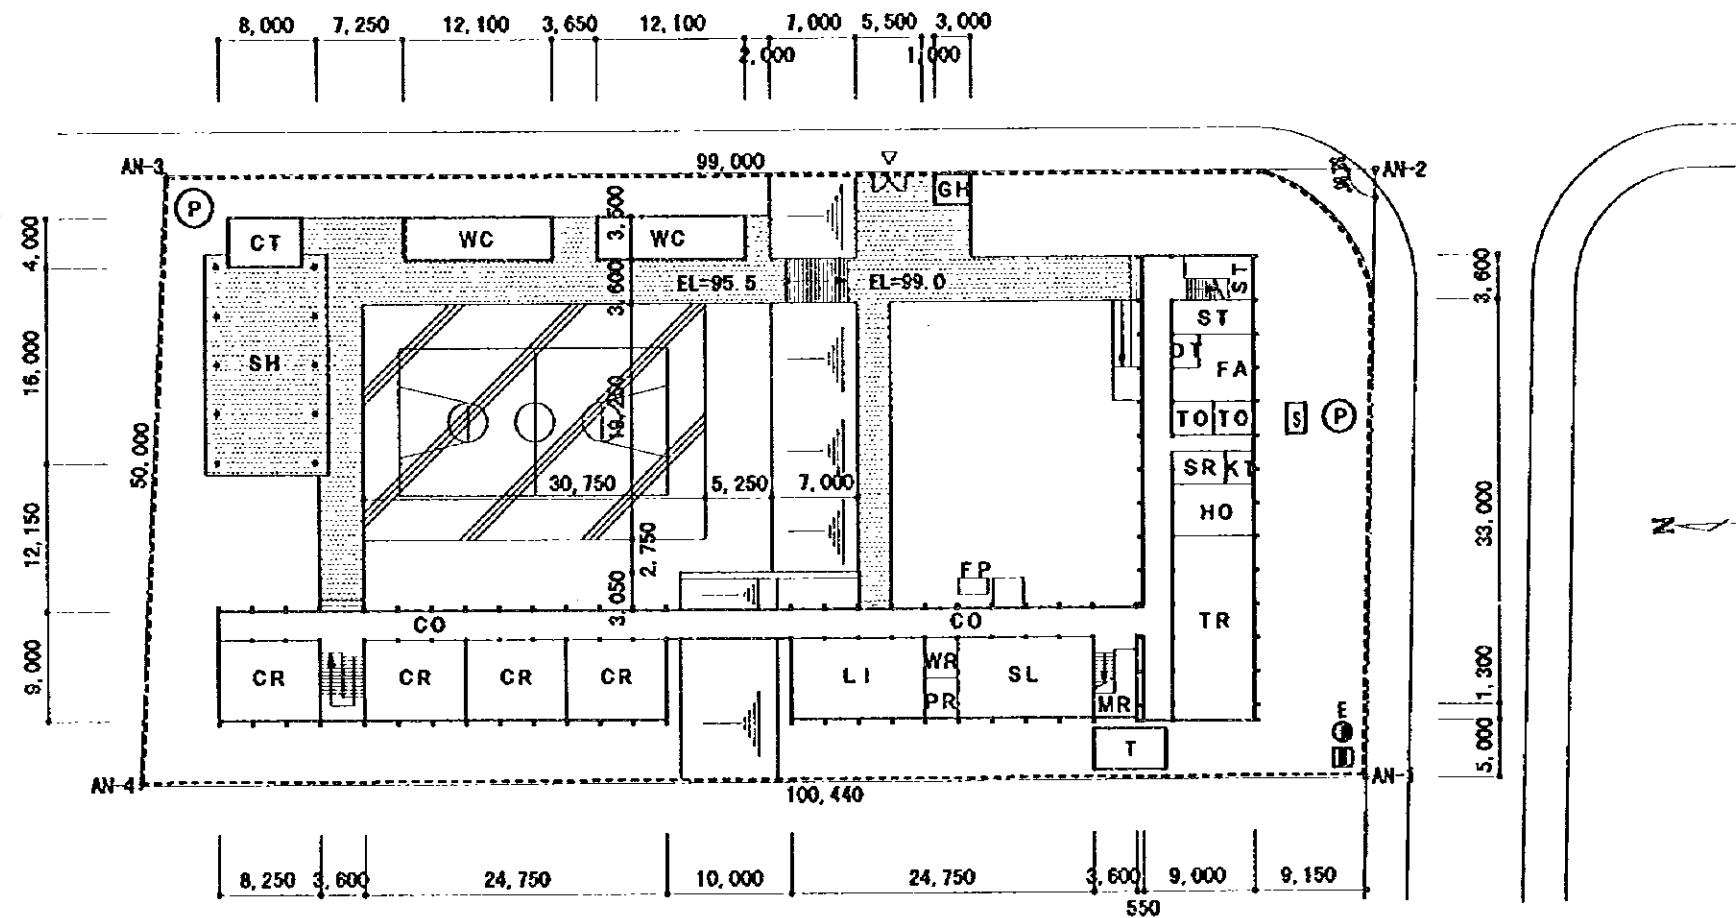 8,000 7,250 12,100 3,650 12,100 7,000 5,500 3,000
2,000 1,000
AN-3 99,000 AN-2
P GH
4,000 CT WC WC 3,500
EL=95.5 EL=99.0 ST 3,600
3,600
ST
16,000 SH DT FA
19,250 TO TO S P
50,000 30,750 5,250 7,000 SR KT
HO
12,150 2,750 33,000 N
FP
3,050 CO CO TR
9,000 CR CR CR CR LI WR SL
PR MR 1,300
E
T 5,000
AN-4 100,440 AN-
8,250 3,600 24,750 10,000 24,750 3,600 9,000 9,150
550